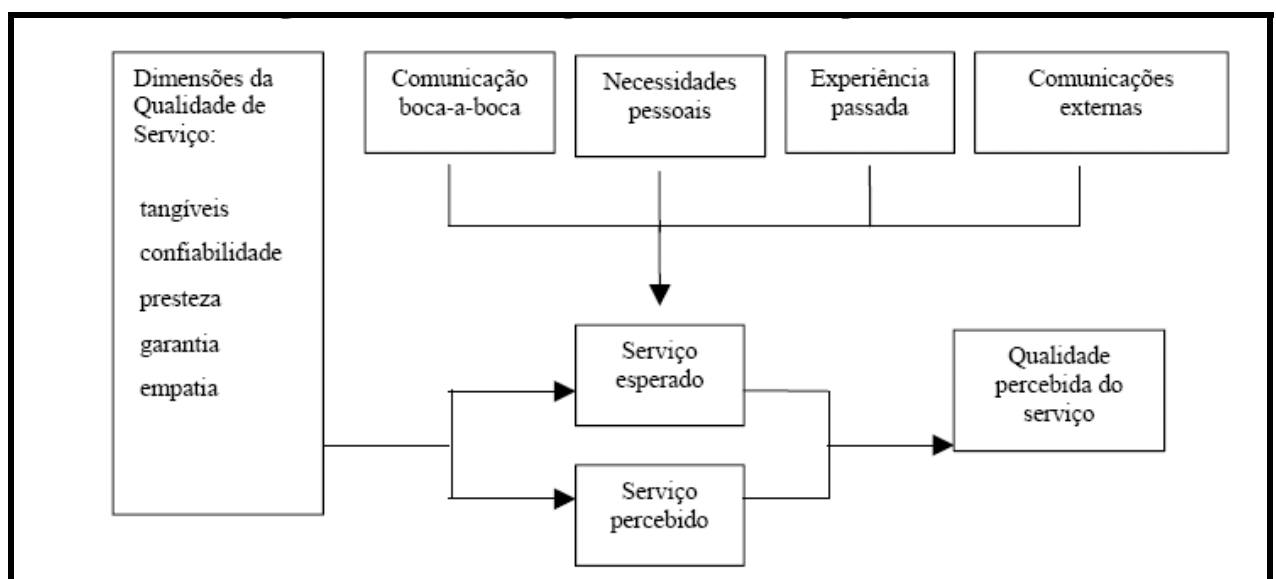 Dimensões da
Qualidade de
Serviço:
tangíveis
confiabilidade
presteza
garantia
empatia
Comunicação
boca-a-boca
Necessidades
pessoais
Experiência
passada
Comunicações
externas
Serviço
esperado
Serviço
percebido
Qualidade
percebida do
serviço